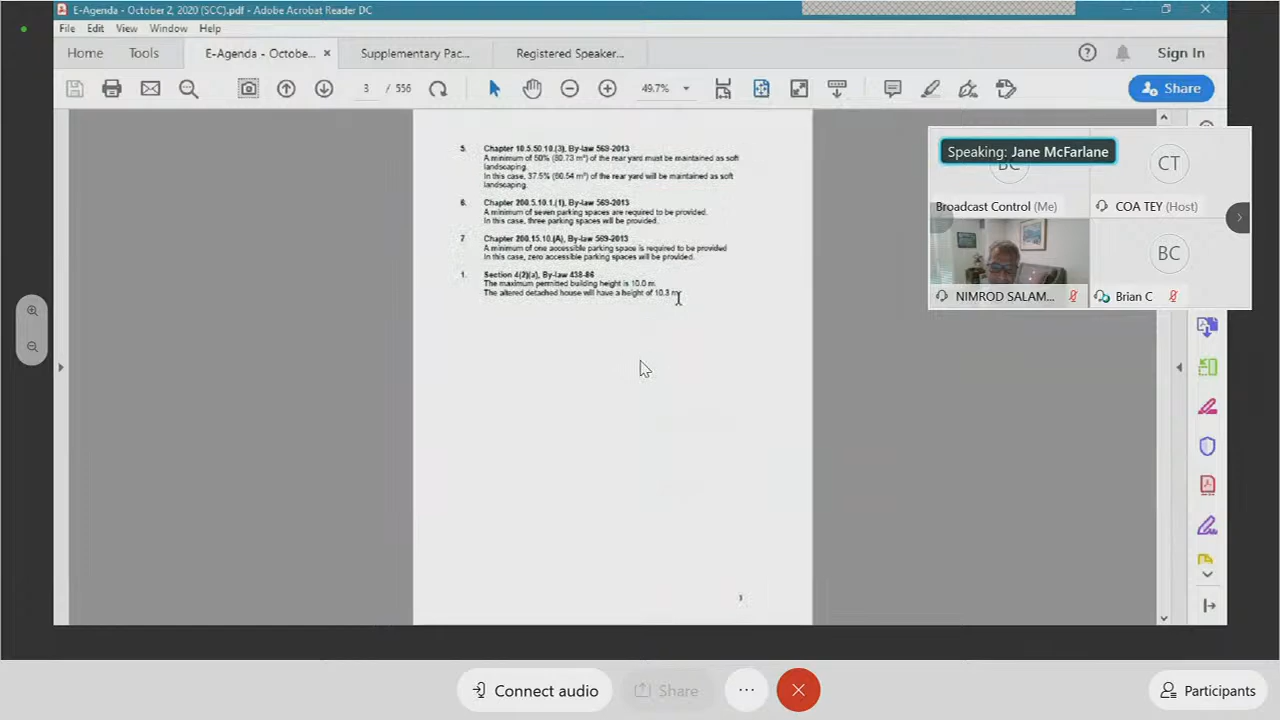 E-Agenda - October 2, 2020 (SCC).pdf - Adobe Acrobat Reader DC
File Edit View Window Help
Home Tools E-Agenda - Octobe... × Supplementary Pac... Registered Speaker... Sign In
3 / 556 49.7% Share
5. Chapter 10.5.50.10.(3), By-law 569-2013
A minimum of 50% (80.73 m²) of the rear yard must be maintained as soft
landscaping.
In this case, 37.5% (60.54 m²) of the rear yard will be maintained as soft
landscaping.
6. Chapter 200.5.10.1.(1), By-law 569-2013
A minimum of seven parking spaces are required to be provided.
In this case, three parking spaces will be provided.
7 Chapter 200.15.10.(A), By-law 569-2013
A minimum of one accessible parking space is required to be provided
In this case, zero accessible parking spaces will be provided.
1. Section 4(2)(a), By-law 438-86
The maximum permitted building height is 10.0 m.
The altered detached house will have a height of 10.3 m
3
Speaking: Jane McFarlane
BC CT
Broadcast Control (Me) COA TEY (Host)
BC
NIMROD SALAM... Brian C
Connect audio Share ... Participants